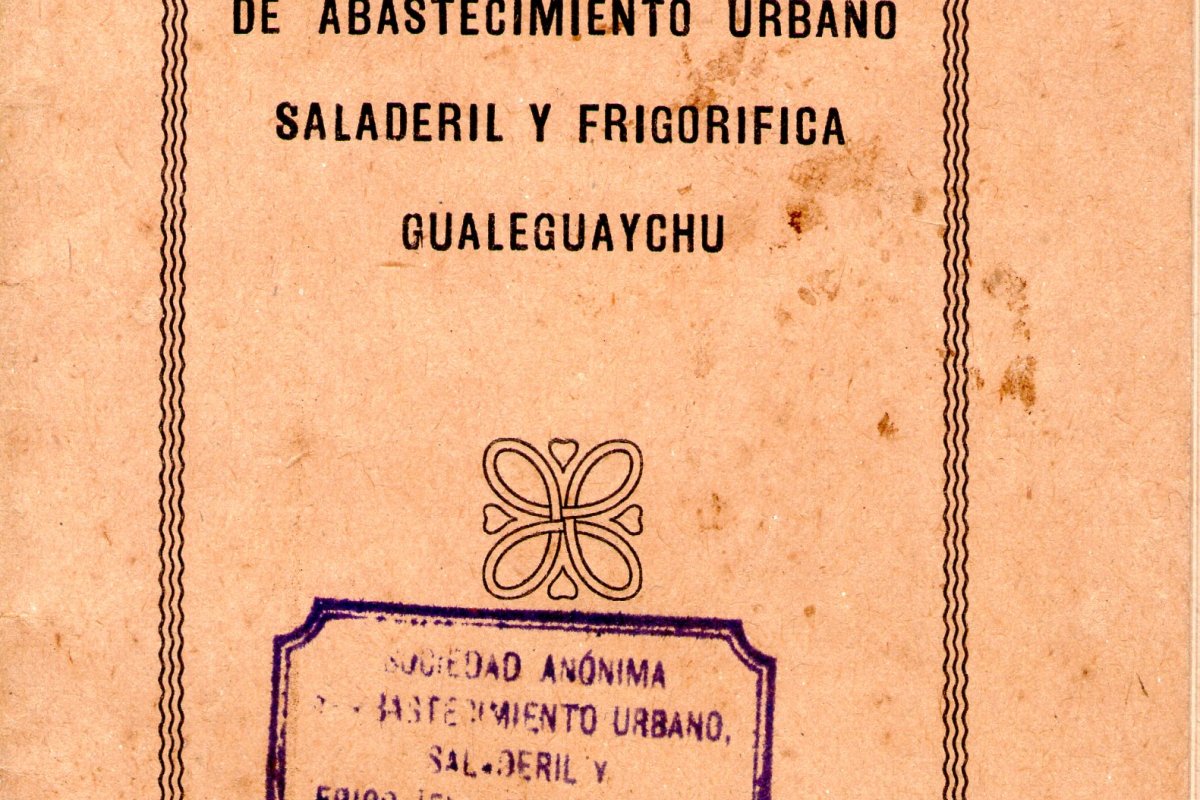 DE ABASTECIMIENTO URBANO
SALADERIL Y FRIGORIFICA
GUALEGUAYCHU
SOCIEDAD ANÓNIMA
URBANO,
SALADERIL Y